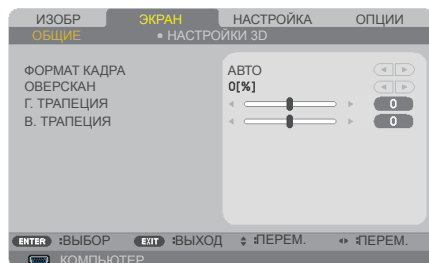 ИЗОБР ЭКРАН НАСТРОЙКА ОПЦИИ
ОБЩИЕ • НАСТРОЙКИ 3D
ФОРМАТ КАДРА АВТО
ОВЕРСКАН 0[%]
Г. ТРАПЕЦИЯ 0
В. ТРАПЕЦИЯ 0
ENTER :ВЫБОР EXIT :ВЫХОД :ПЕРЕМ. :ПЕРЕМ.
КОМПЬЮТЕР